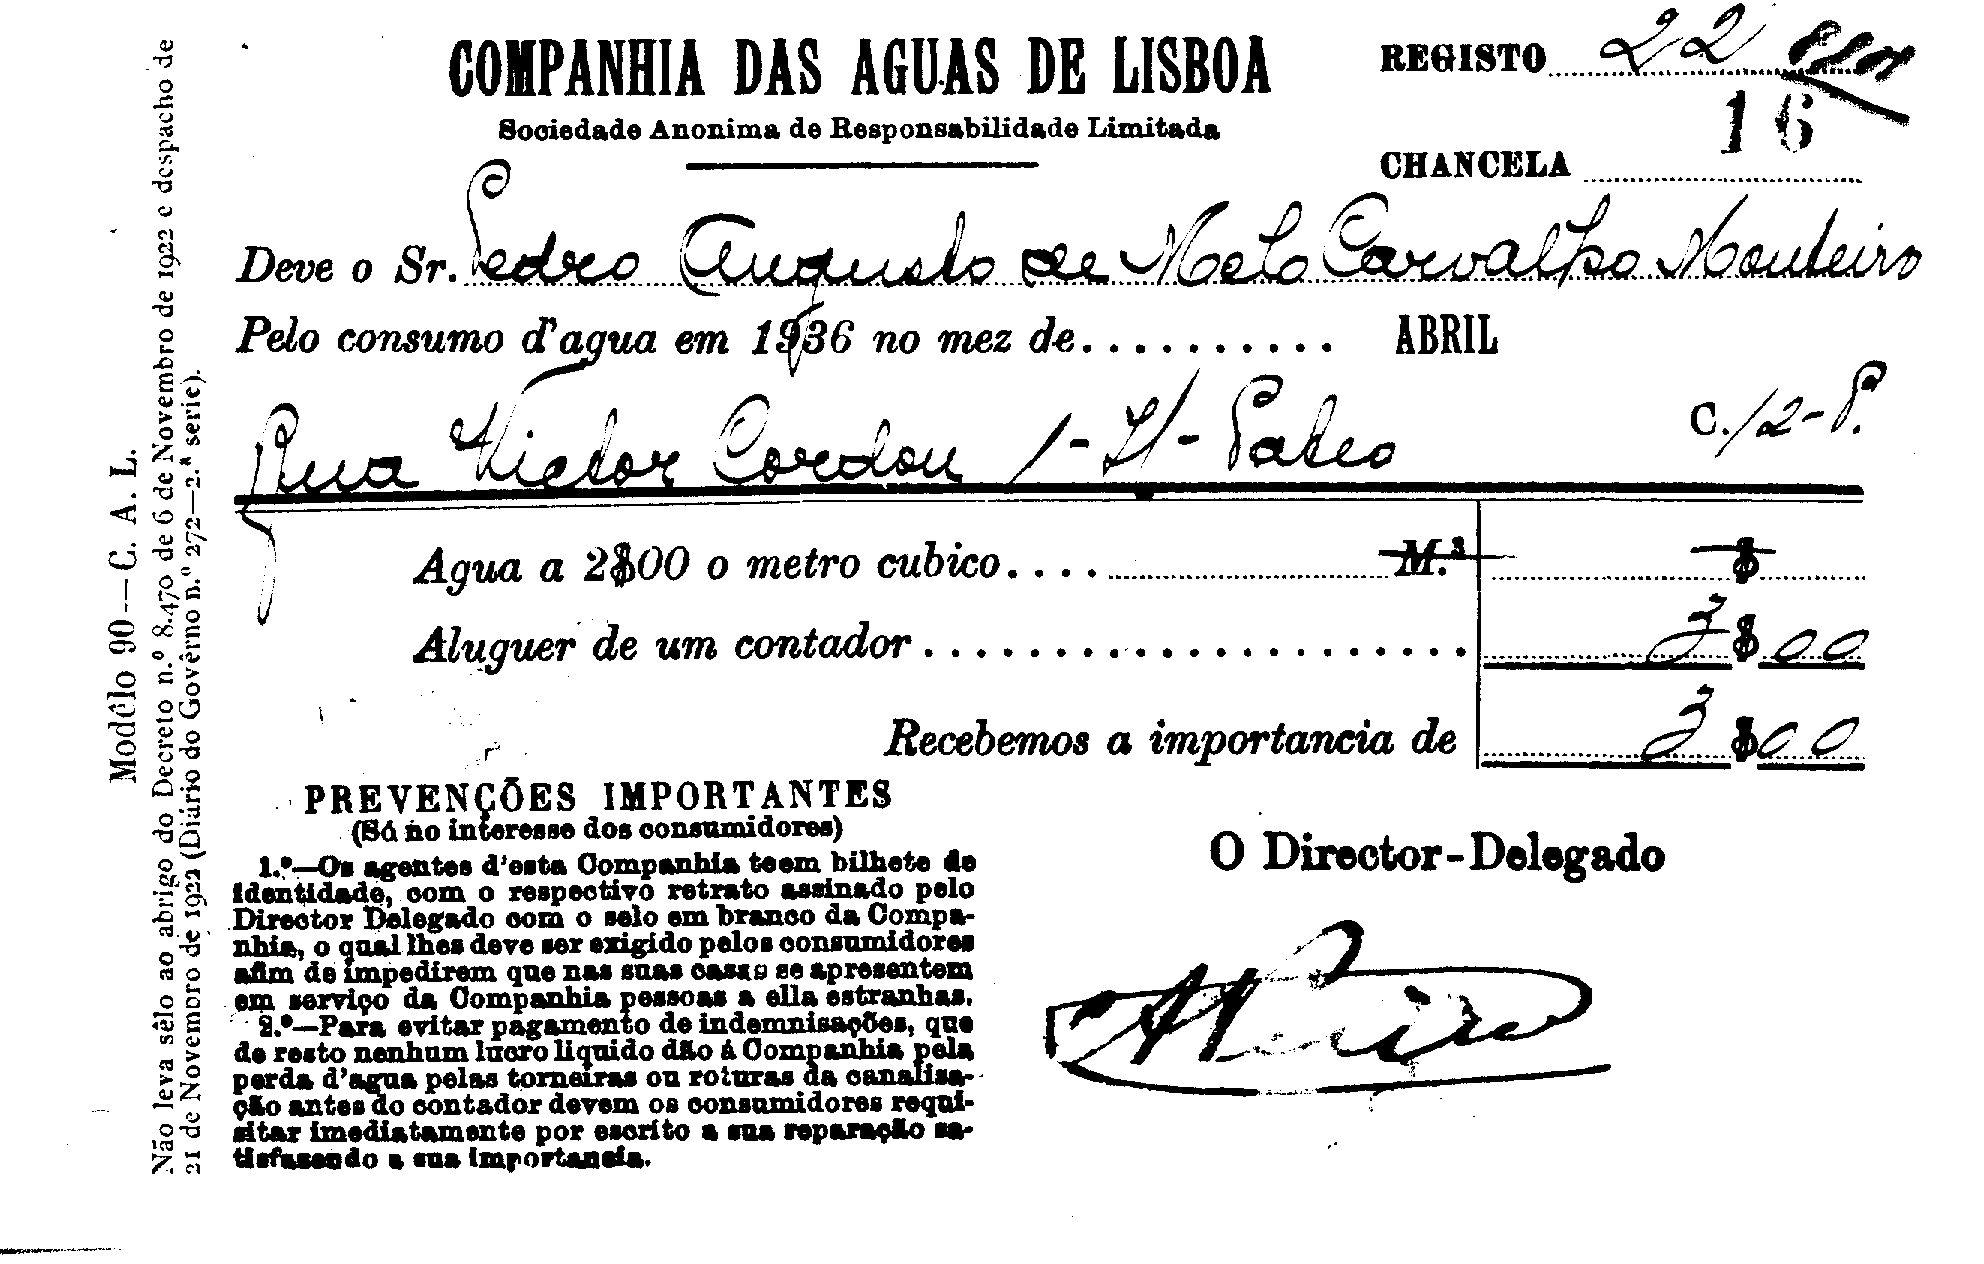 COMPANHIA DAS AGUAS DE LISBOA
Sociedade Anonima de Responsabilidade Limitada
REGISTO 22
16
CHANCELA
Deve o Sr. Pedro Augusto de Melo Carvalho Monteiro
Pelo consumo d'agua em 1936 no mez de.......... ABRIL
Rua Victor Cordon 1-H-Pateo C./2-P.
Agua a 2$00 o metro cubico.... M.³ $
Aluguer de um contador..................... 3$00
Recebemos a importancia de 3$00
PREVENÇÕES IMPORTANTES
(Só no interesse dos consumidores)
1.º—Os agentes d'esta Companhia teem bilhete de
identidade, com o respectivo retrato assinado pelo
Director Delegado com o selo em branco da Compa-
nhia, o qual lhes deve ser exigido pelos consumidores
afim de impedirem que nas suas casas se apresentem
em serviço da Companhia pessoas a ella estranhas.
2.º—Para evitar pagamento de indemnisações, que
de resto nenhum lucro liquido dão á Companhia pela
perda d'agua pelas torneiras ou roturas da canalisa-
ção antes do contador devem os consumidores requi-
sitar imediatamente por escrito a sua reparação sa-
tisfasendo a sua importancia.
O Director-Delegado
Modêlo 90—C. A. L.
Não leva sêlo ao abrigo do Decreto n.º 8.470 de 6 de Novembro de 1922 e despacho de
21 de Novembro de 1922 (Diário do Govêrno n.º 272—2.ª serie).